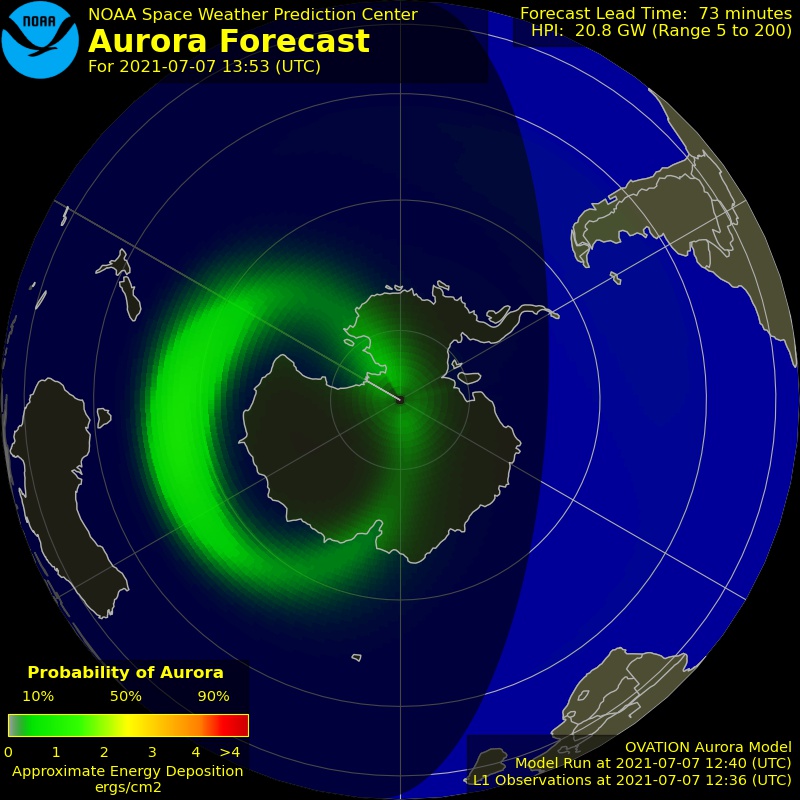 NOAA
NOAA Space Weather Prediction Center
Aurora Forecast
For 2021-07-07 13:53 (UTC)
Forecast Lead Time: 73 minutes
HPI: 20.8 GW (Range 5 to 200)
Probability of Aurora
10% 50% 90%
0 1 2 3 4 >4
Approximate Energy Deposition
ergs/cm2
OVATION Aurora Model
Model Run at 2021-07-07 12:40 (UTC)
L1 Observations at 2021-07-07 12:36 (UTC)